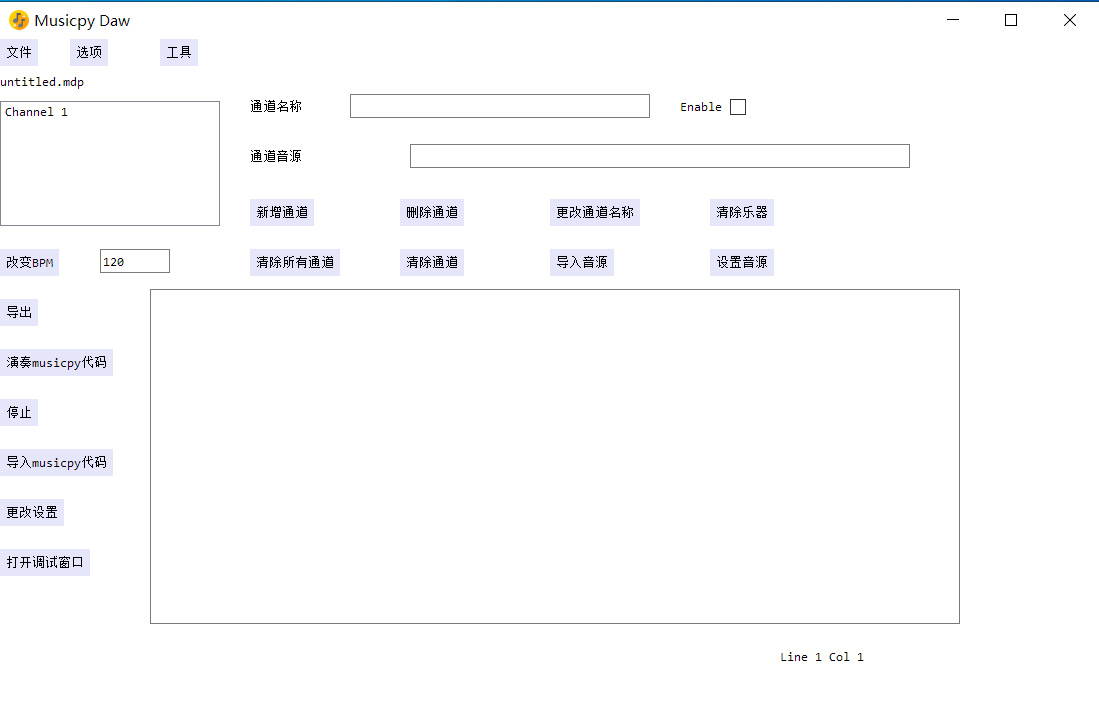 Musicpy Daw
文件 选项 工具
untitled.mdp
Channel 1
通道名称 Enable
通道音源
新增通道 删除通道 更改通道名称 清除乐器
改变BPM 120 清除所有通道 清除通道 导入音源 设置音源
导出
演奏musicpy代码
停止
导入musicpy代码
更改设置
打开调试窗口
Line 1 Col 1